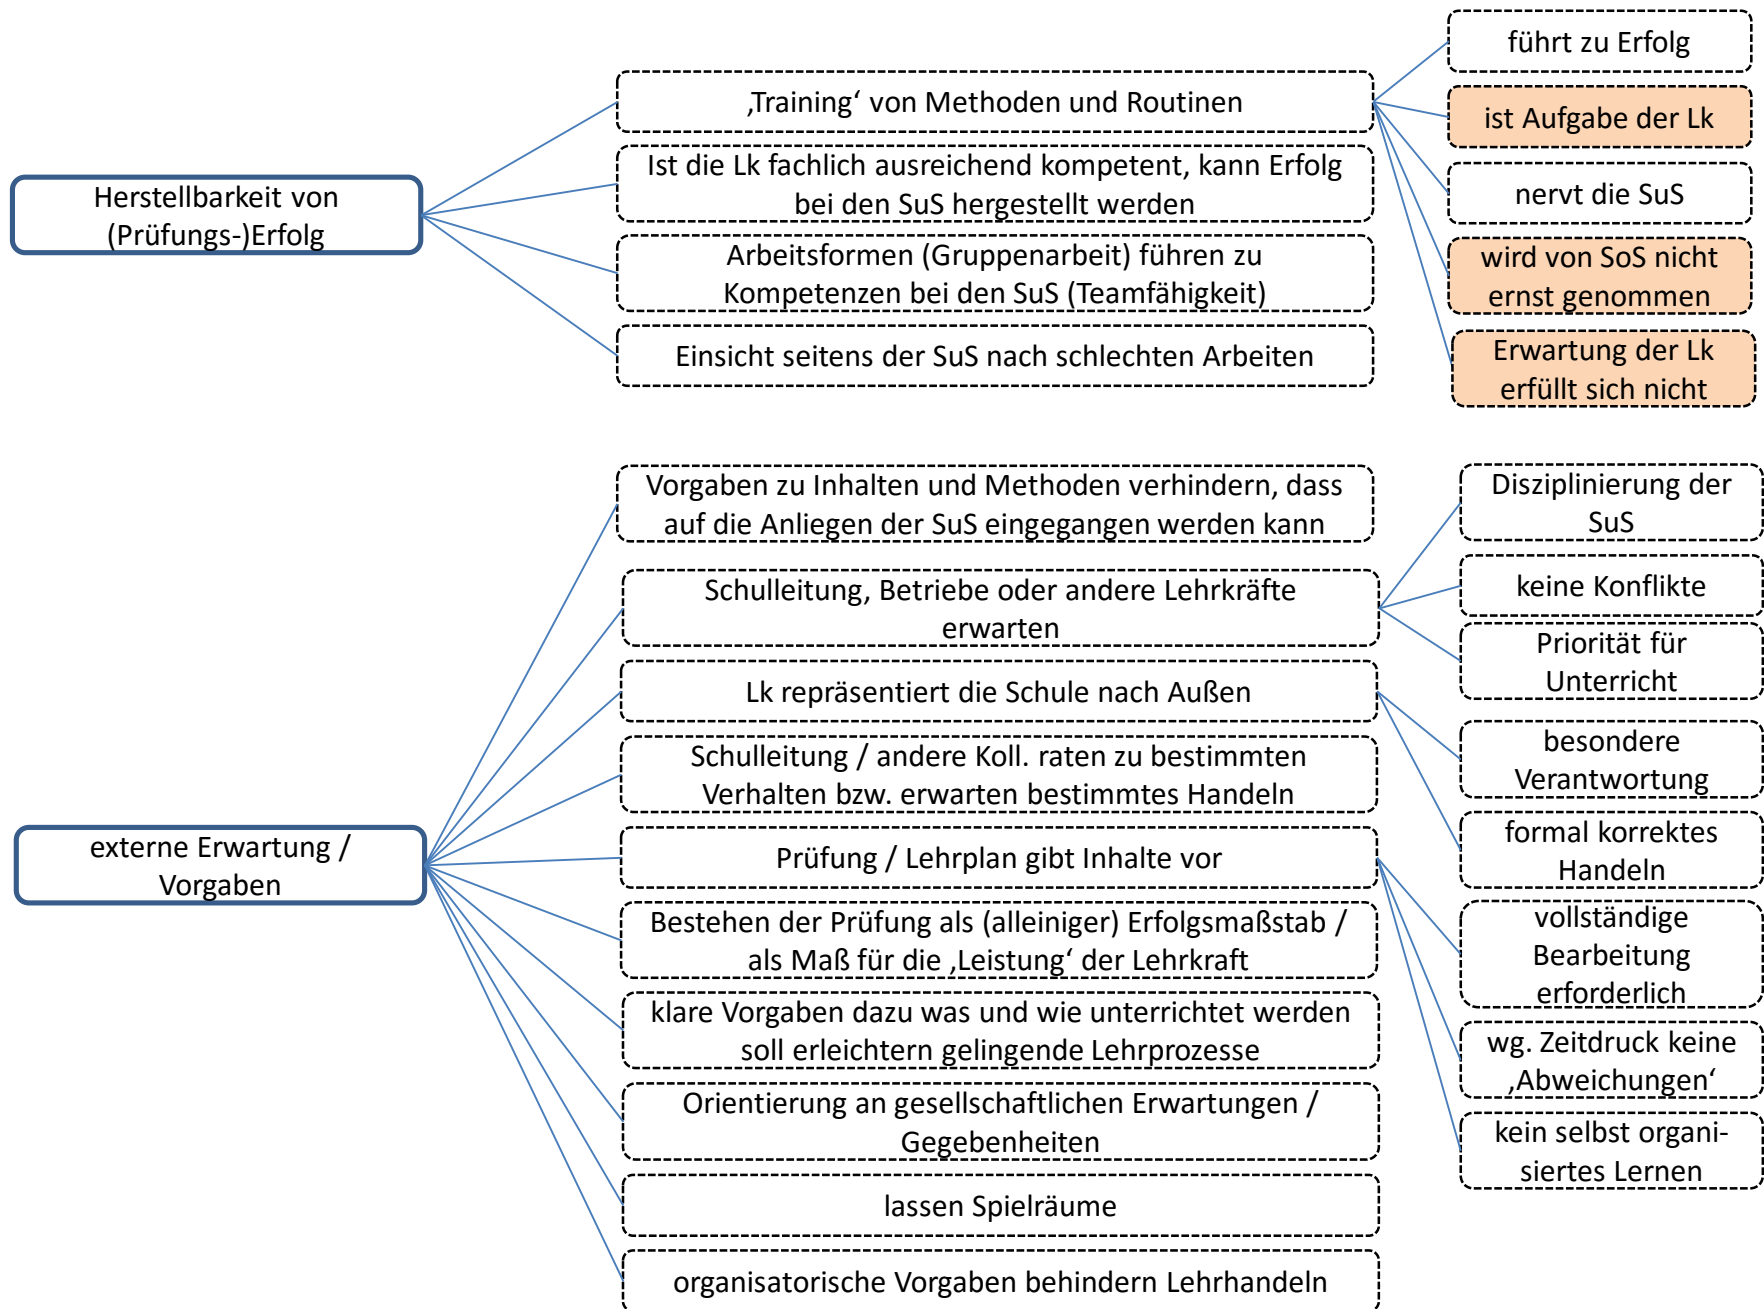 Herstellbarkeit von
(Prüfungs-)Erfolg
‚Training‘ von Methoden und Routinen
führt zu Erfolg
ist Aufgabe der Lk
nervt die SuS
wird von SoS nicht
ernst genommen
Erwartung der Lk
erfüllt sich nicht
Ist die Lk fachlich ausreichend kompetent, kann Erfolg
bei den SuS hergestellt werden
Arbeitsformen (Gruppenarbeit) führen zu
Kompetenzen bei den SuS (Teamfähigkeit)
Einsicht seitens der SuS nach schlechten Arbeiten
externe Erwartung /
Vorgaben
Vorgaben zu Inhalten und Methoden verhindern, dass
auf die Anliegen der SuS eingegangen werden kann
Schulleitung, Betriebe oder andere Lehrkräfte
erwarten
Disziplinierung der
SuS
keine Konflikte
Priorität für
Unterricht
Lk repräsentiert die Schule nach Außen
besondere
Verantwortung
formal korrektes
Handeln
Schulleitung / andere Koll. raten zu bestimmten
Verhalten bzw. erwarten bestimmtes Handeln
Prüfung / Lehrplan gibt Inhalte vor
vollständige
Bearbeitung
erforderlich
wg. Zeitdruck keine
‚Abweichungen‘
kein selbst organi-
siertes Lernen
Bestehen der Prüfung als (alleiniger) Erfolgsmaßstab /
als Maß für die ‚Leistung‘ der Lehrkraft
klare Vorgaben dazu was und wie unterrichtet werden
soll erleichtern gelingende Lehrprozesse
Orientierung an gesellschaftlichen Erwartungen /
Gegebenheiten
lassen Spielräume
organisatorische Vorgaben behindern Lehrhandeln